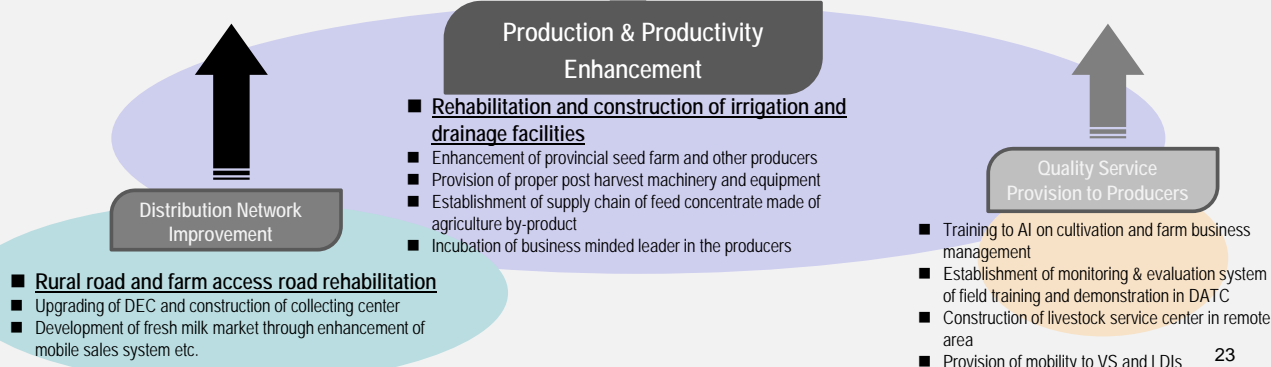 Production & Productivity
Enhancement
■ Rehabilitation and construction of irrigation and
drainage facilities
■ Enhancement of provincial seed farm and other producers
■ Provision of proper post harvest machinery and equipment
■ Establishment of supply chain of feed concentrate made of
agriculture by-product
■ Incubation of business minded leader in the producers
Distribution Network
Improvement
■ Rural road and farm access road rehabilitation
■ Upgrading of DEC and construction of collecting center
■ Development of fresh milk market through enhancement of
mobile sales system etc.
Quality Service
Provision to Producers
■ Training to AI on cultivation and farm business
management
■ Establishment of monitoring & evaluation system
of field training and demonstration in DATC
■ Construction of livestock service center in remote
area
■ Provision of mobility to VS and LDIs
23